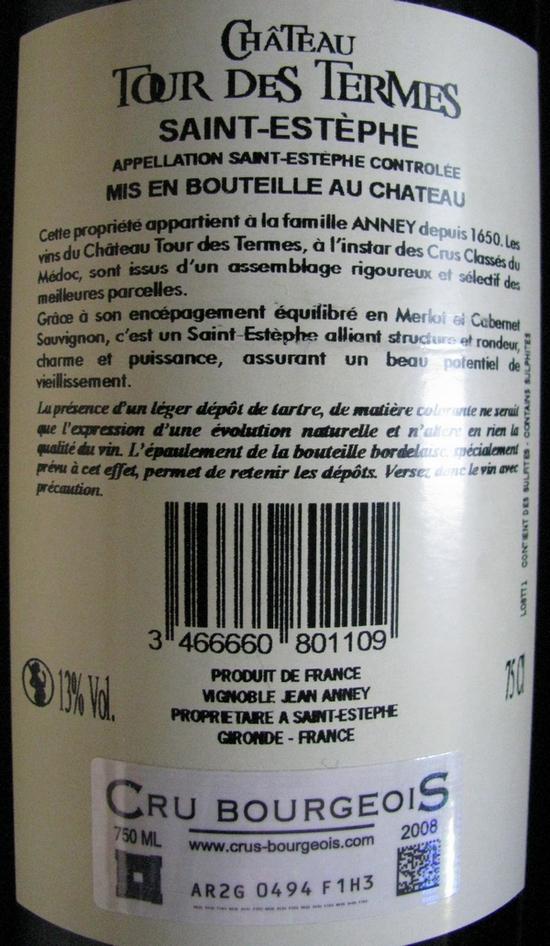 CHÂTEAU
TOUR DES TERMES
SAINT-ESTÈPHE
APPELLATION SAINT-ESTÈPHE CONTROLÉE
MIS EN BOUTEILLE AU CHATEAU
Cette propriété appartient à la famille ANNEY depuis 1650. Les
vins du Château Tour des Termes, à l'instar des Crus Classés du
Médoc, sont issus d'un assemblage rigoureux et sélectif des
meilleures parcelles.
Grâce à son encépagement équilibré en Merlot et Cabernet
Sauvignon, c'est un Saint-Estèphe alliant structure et rondeur,
charme et puissance, assurant un beau potentiel de
vieillissement.
La présence d'un léger dépôt de tartre, de matière colorante ne serait
que l'expression d'une évolution naturelle et n'altère en rien la
qualité du vin. L'épaulement de la bouteille bordelaise, spécialement
prévu à cet effet, permet de retenir les dépôts. Versez donc le vin avec
précaution.
CONTIENT DES SULFITES - CONTAINS SULPHITES
3 466660 801109
13% Vol.
75 Cl
PRODUIT DE FRANCE
VIGNOBLE JEAN ANNEY
PROPRIETAIRE A SAINT-ESTEPHE
GIRONDE - FRANCE
CRU BOURGEOIS
750 ML
www.crus-bourgeois.com
2008
AR2G 0494 F1H3